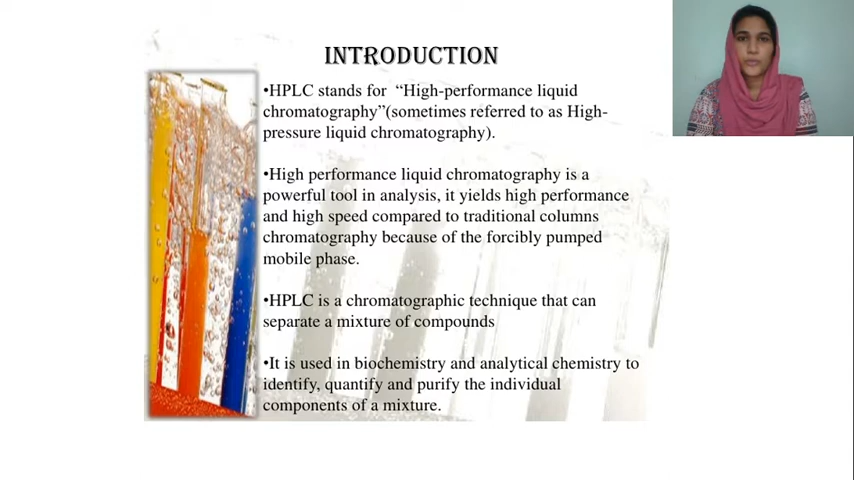 INTRODUCTION
•HPLC stands for “High-performance liquid
chromatography”(sometimes referred to as High-
pressure liquid chromatography).
•High performance liquid chromatography is a
powerful tool in analysis, it yields high performance
and high speed compared to traditional columns
chromatography because of the forcibly pumped
mobile phase.
•HPLC is a chromatographic technique that can
separate a mixture of compounds
•It is used in biochemistry and analytical chemistry to
identify, quantify and purify the individual
components of a mixture.